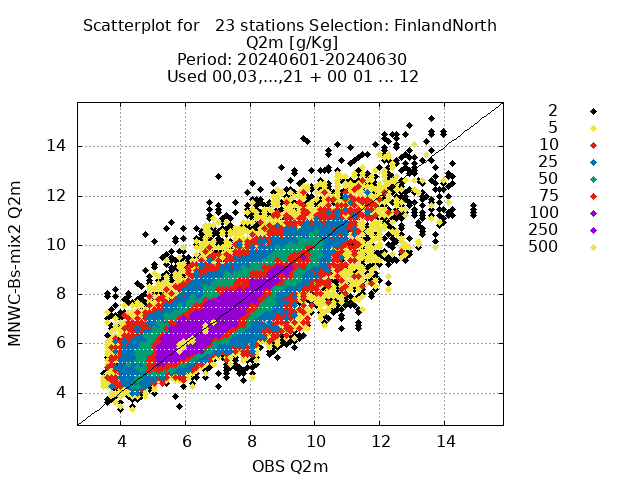 Scatterplot for   23 stations Selection: FinlandNorth
Q2m [g/Kg]
Period: 20240601-20240630
Used 00,03,...,21 + 00 01 ... 12
2
5
10
25
50
75
100
250
500
14
12
10
8
6
4
MNWC-Bs-mix2 Q2m
4 6 8 10 12 14
OBS Q2m